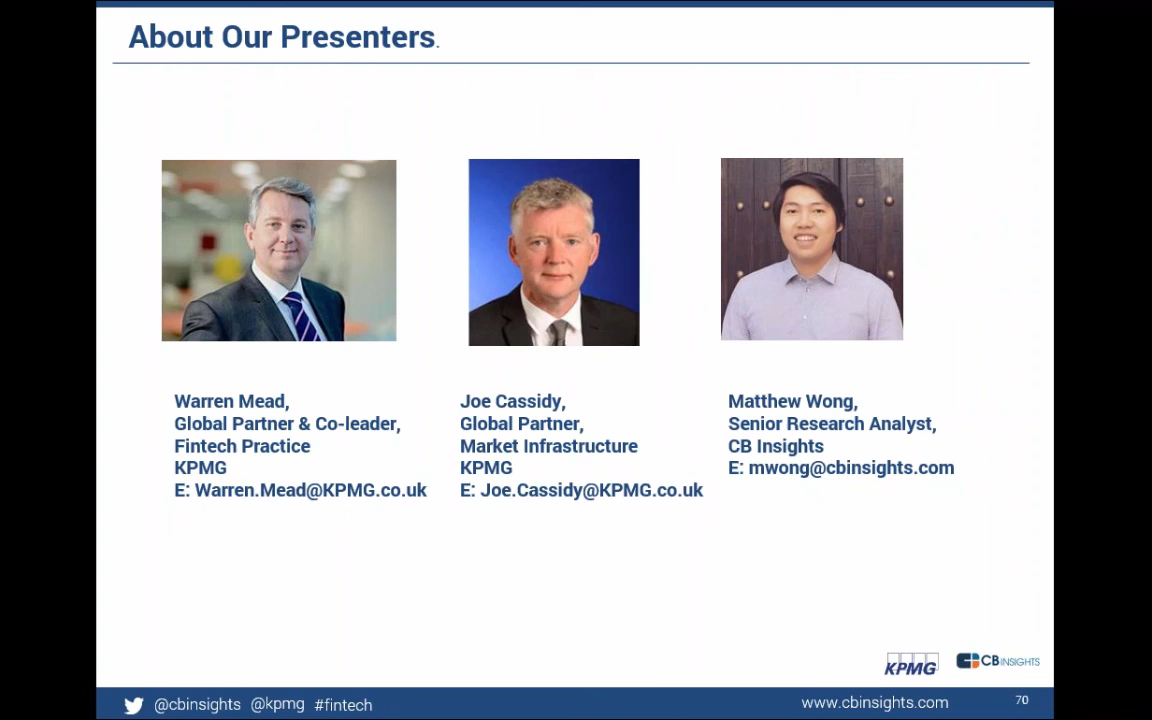 About Our Presenters.
Warren Mead,
Global Partner & Co-leader,
Fintech Practice
KPMG
E: Warren.Mead@KPMG.co.uk
Joe Cassidy,
Global Partner,
Market Infrastructure
KPMG
E: Joe.Cassidy@KPMG.co.uk
Matthew Wong,
Senior Research Analyst,
CB Insights
E: mwong@cbinsights.com
KPMG
CBINSIGHTS
@cbinsights @kpmg #fintech
www.cbinsights.com
70